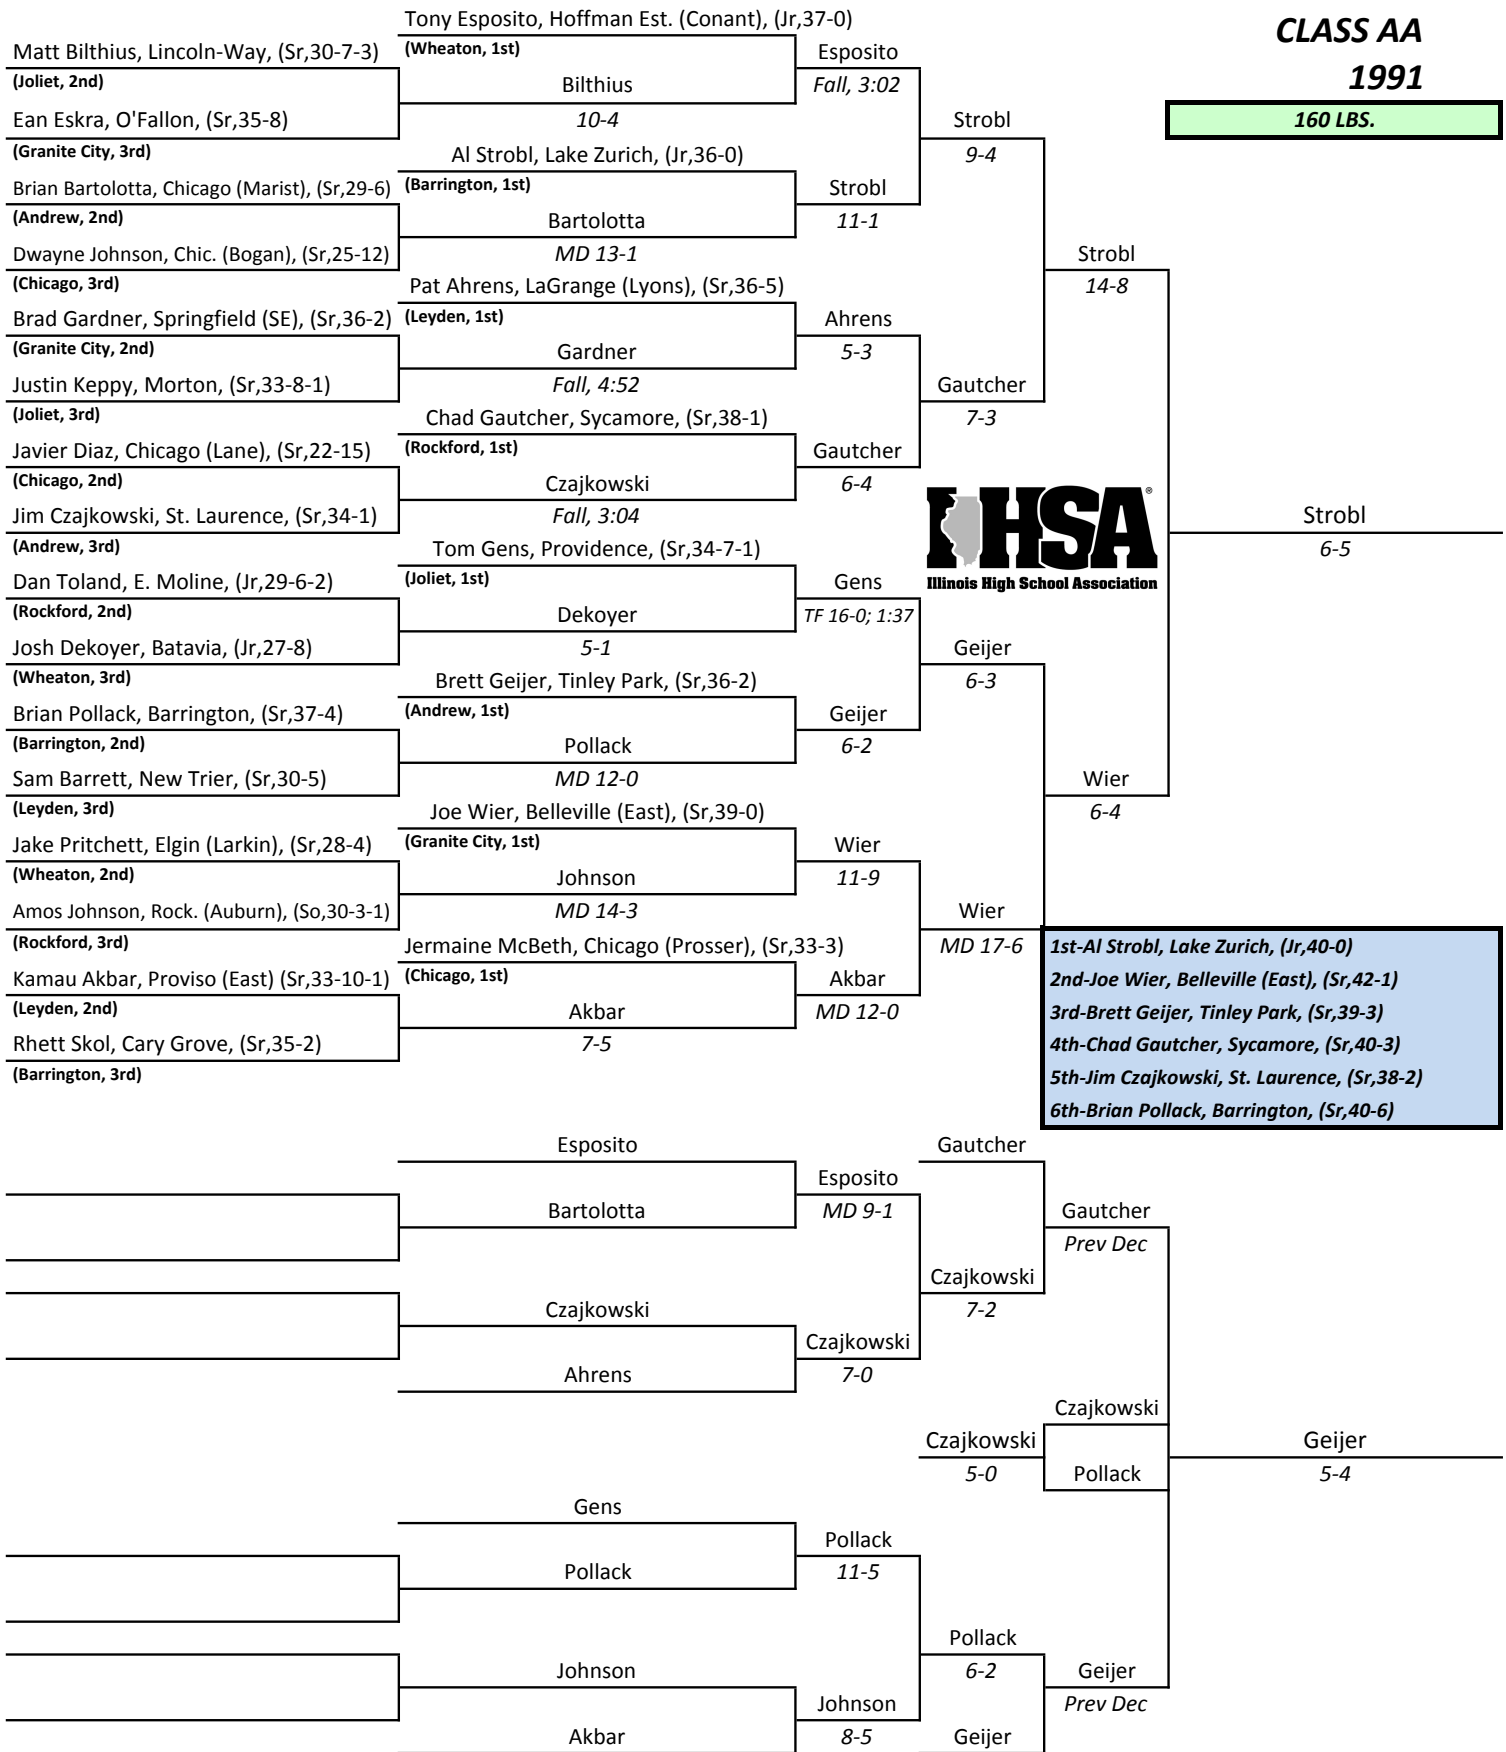 Tony Esposito, Hoffman Est. (Conant), (Jr,37-0)
CLASS AA
Matt Bilthius, Lincoln-Way, (Sr,30-7-3)
(Wheaton, 1st)
Esposito
1991
(Joliet, 2nd)
Bilthius
Fall, 3:02
Ean Eskra, O'Fallon, (Sr,35-8)
10-4
Strobl
160 LBS.
(Granite City, 3rd)
Al Strobl, Lake Zurich, (Jr,36-0)
9-4
Brian Bartolotta, Chicago (Marist), (Sr,29-6)
(Barrington, 1st)
Strobl
(Andrew, 2nd)
Bartolotta
11-1
Dwayne Johnson, Chic. (Bogan), (Sr,25-12)
MD 13-1
Strobl
(Chicago, 3rd)
Pat Ahrens, LaGrange (Lyons), (Sr,36-5)
14-8
Brad Gardner, Springfield (SE), (Sr,36-2)
(Leyden, 1st)
Ahrens
(Granite City, 2nd)
Gardner
5-3
Justin Keppy, Morton, (Sr,33-8-1)
Fall, 4:52
Gautcher
(Joliet, 3rd)
Chad Gautcher, Sycamore, (Sr,38-1)
7-3
Javier Diaz, Chicago (Lane), (Sr,22-15)
(Rockford, 1st)
Gautcher
(Chicago, 2nd)
Czajkowski
6-4
Jim Czajkowski, St. Laurence, (Sr,34-1)
Fall, 3:04
IHSA®
Strobl
(Andrew, 3rd)
Tom Gens, Providence, (Sr,34-7-1)
6-5
Dan Toland, E. Moline, (Jr,29-6-2)
(Joliet, 1st)
Gens
Illinois High School Association
(Rockford, 2nd)
Dekoyer
TF 16-0; 1:37
Josh Dekoyer, Batavia, (Jr,27-8)
5-1
Geijer
(Wheaton, 3rd)
Brett Geijer, Tinley Park, (Sr,36-2)
6-3
Brian Pollack, Barrington, (Sr,37-4)
(Andrew, 1st)
Geijer
(Barrington, 2nd)
Pollack
6-2
Sam Barrett, New Trier, (Sr,30-5)
MD 12-0
Wier
(Leyden, 3rd)
Joe Wier, Belleville (East), (Sr,39-0)
6-4
Jake Pritchett, Elgin (Larkin), (Sr,28-4)
(Granite City, 1st)
Wier
(Wheaton, 2nd)
Johnson
11-9
Amos Johnson, Rock. (Auburn), (So,30-3-1)
MD 14-3
Wier
(Rockford, 3rd)
Jermaine McBeth, Chicago (Prosser), (Sr,33-3)
MD 17-6
1st-Al Strobl, Lake Zurich, (Jr,40-0)
Kamau Akbar, Proviso (East) (Sr,33-10-1)
(Chicago, 1st)
Akbar
2nd-Joe Wier, Belleville (East), (Sr,42-1)
(Leyden, 2nd)
Akbar
MD 12-0
3rd-Brett Geijer, Tinley Park, (Sr,39-3)
Rhett Skol, Cary Grove, (Sr,35-2)
7-5
4th-Chad Gautcher, Sycamore, (Sr,40-3)
(Barrington, 3rd)
5th-Jim Czajkowski, St. Laurence, (Sr,38-2)
6th-Brian Pollack, Barrington, (Sr,40-6)
Esposito
Gautcher
Esposito
Bartolotta
MD 9-1
Gautcher
Prev Dec
Czajkowski
Czajkowski
7-2
Czajkowski
Ahrens
7-0
Czajkowski
Czajkowski
Geijer
5-0
Pollack
5-4
Gens
Pollack
Pollack
11-5
Pollack
Johnson
6-2
Geijer
Johnson
Prev Dec
Akbar
8-5
Geijer